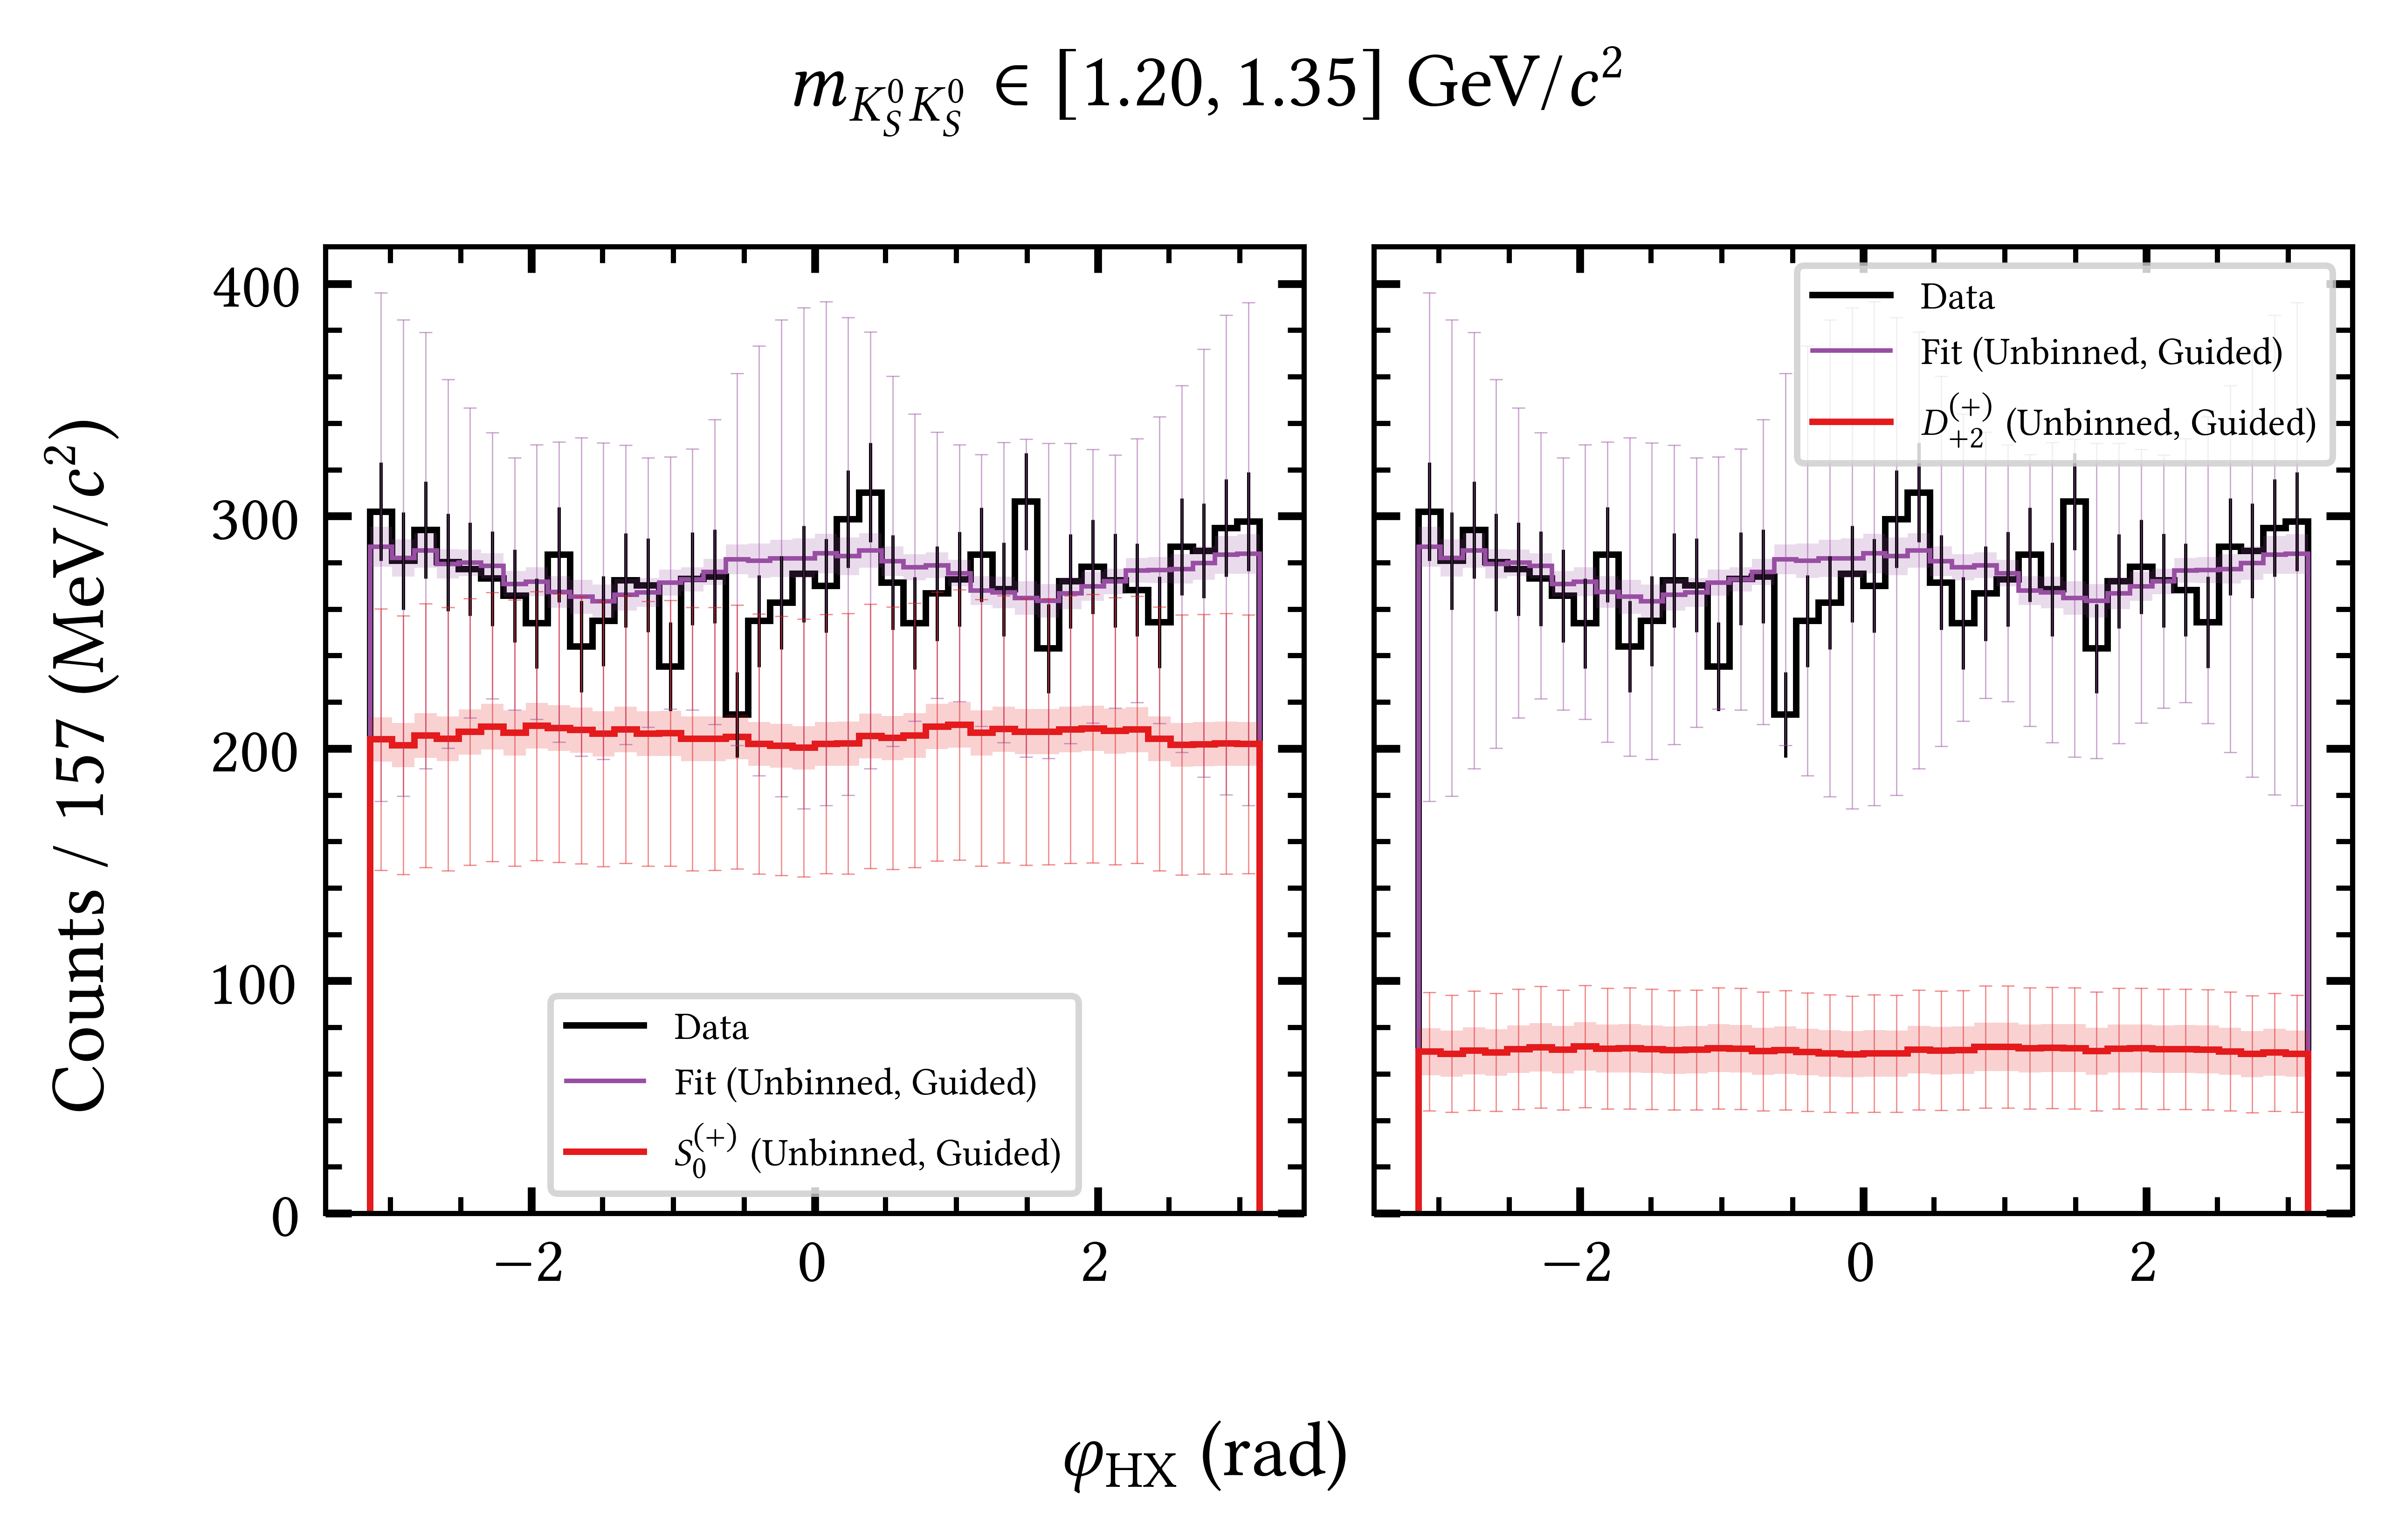 m_{K_S^0 K_S^0} ∈ [1.20, 1.35] GeV/c²
Counts / 157 (MeV/c²)
400
300
200
100
0
Data
Fit (Unbinned, Guided)
S_0^{(+)} (Unbinned, Guided)
−2
0
2
Data
Fit (Unbinned, Guided)
D_{+2}^{(+)} (Unbinned, Guided)
−2
0
2
φ_{HX} (rad)